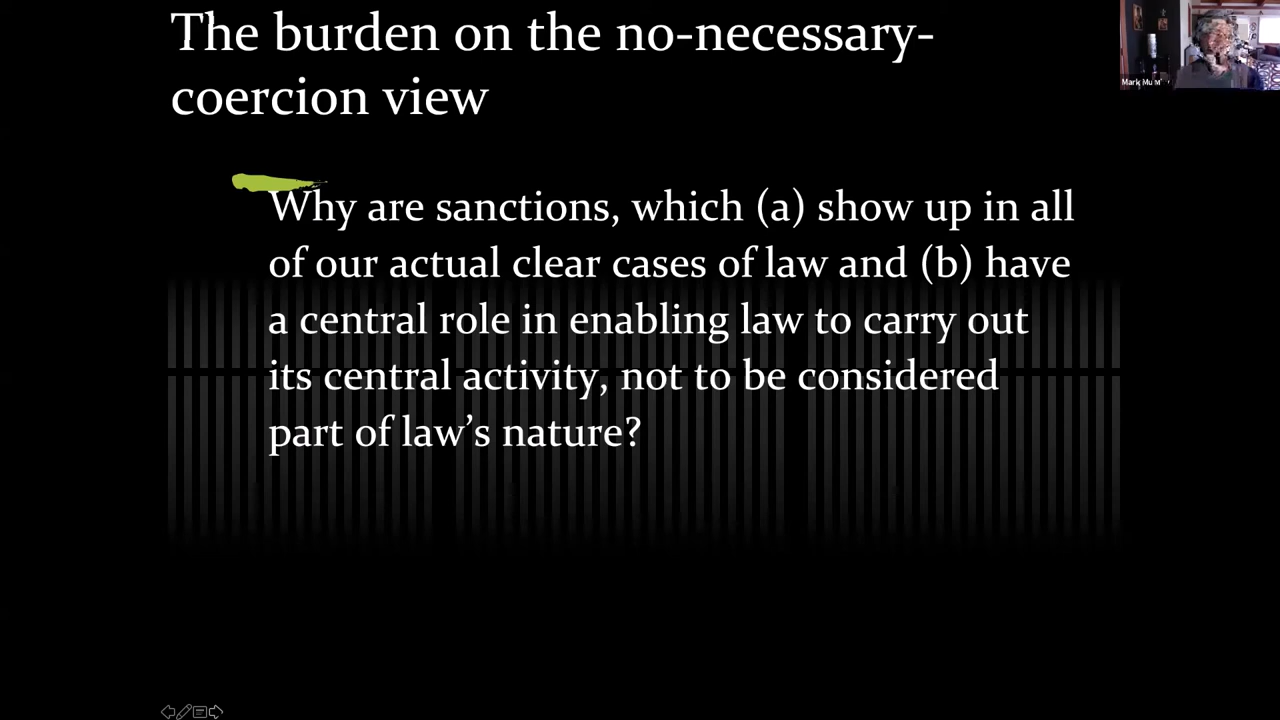 The burden on the no-necessary-
coercion view
Why are sanctions, which (a) show up in all
of our actual clear cases of law and (b) have
a central role in enabling law to carry out
its central activity, not to be considered
part of law’s nature?
Mark